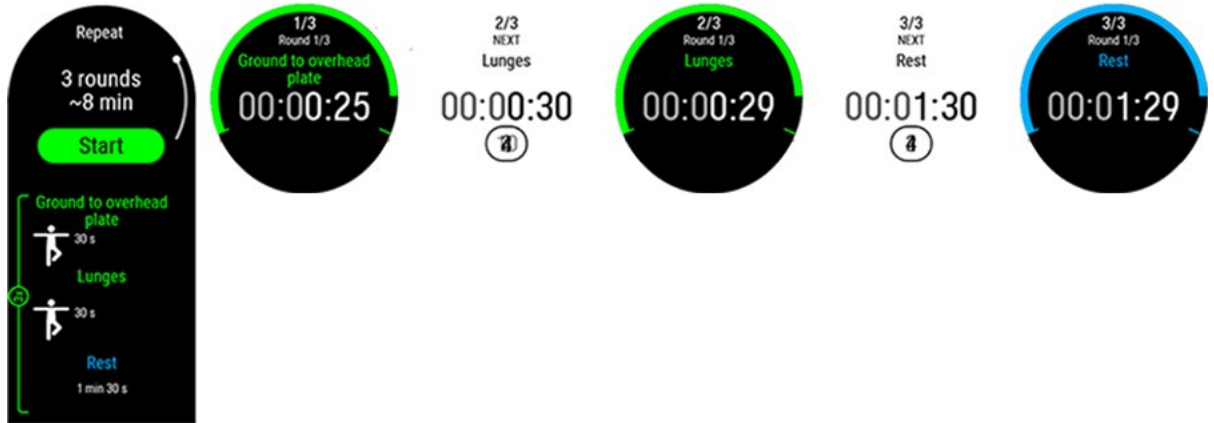 Repeat
3 rounds
~8 min
Start
Ground to overhead
plate
30 s
Lunges
30 s
3x
Rest
1 min 30 s
1/3
Round 1/3
Ground to overhead
plate
00:00:25
2/3
NEXT
Lunges
00:00:30
2/3
Round 1/3
Lunges
00:00:29
3/3
NEXT
Rest
00:01:30
3/3
Round 1/3
Rest
00:01:29